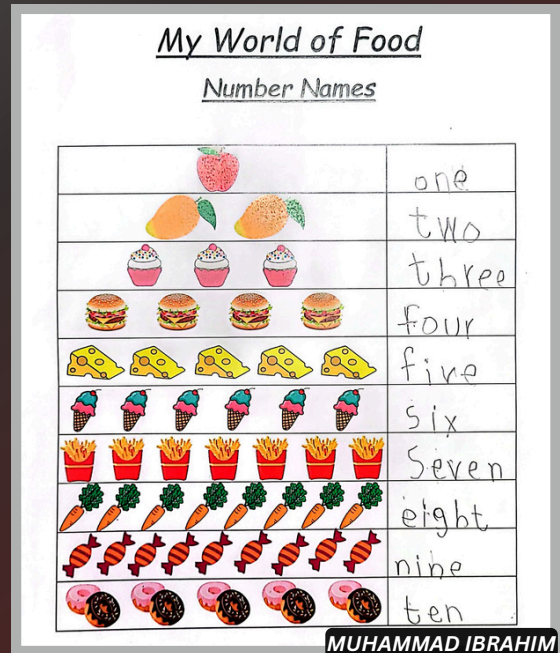 My World of Food
Number Names
one
two
three
four
five
six
Seven
eight
nine
ten
MUHAMMAD IBRAHIM